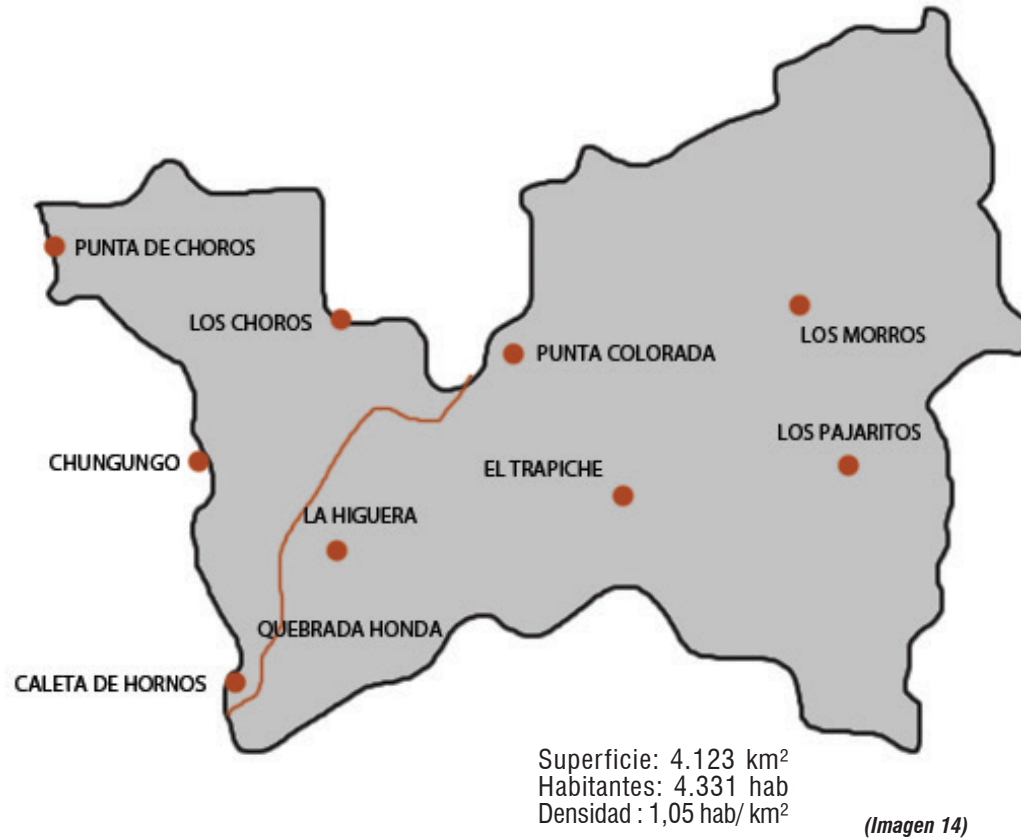 PUNTA DE CHOROS
LOS CHOROS
PUNTA COLORADA
LOS MORROS
CHUNGUNGO
EL TRAPICHE
LOS PAJARITOS
LA HIGUERA
QUEBRADA HONDA
CALETA DE HORNOS
Superficie: 4.123 km²
Habitantes: 4.331 hab
Densidad : 1,05 hab/ km²
(Imagen 14)